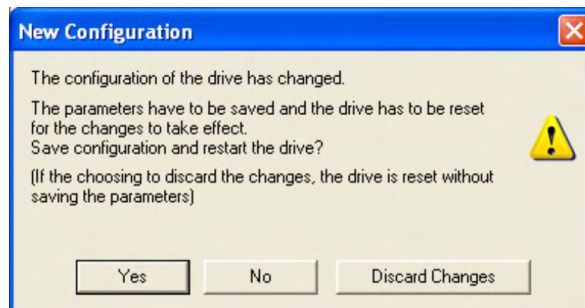 New Configuration
The configuration of the drive has changed.
The parameters have to be saved and the drive has to be reset
for the changes to take effect.
Save configuration and restart the drive?
(If the choosing to discard the changes, the drive is reset without
saving the parameters)
Yes
No
Discard Changes